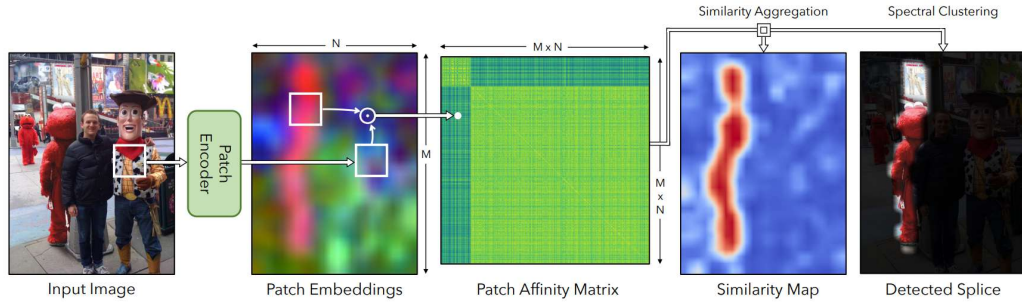 Similarity Aggregation
Spectral Clustering
N
M x N
Patch
Encoder
M
M
x
N
Input Image
Patch Embeddings
Patch Affinity Matrix
Similarity Map
Detected Splice